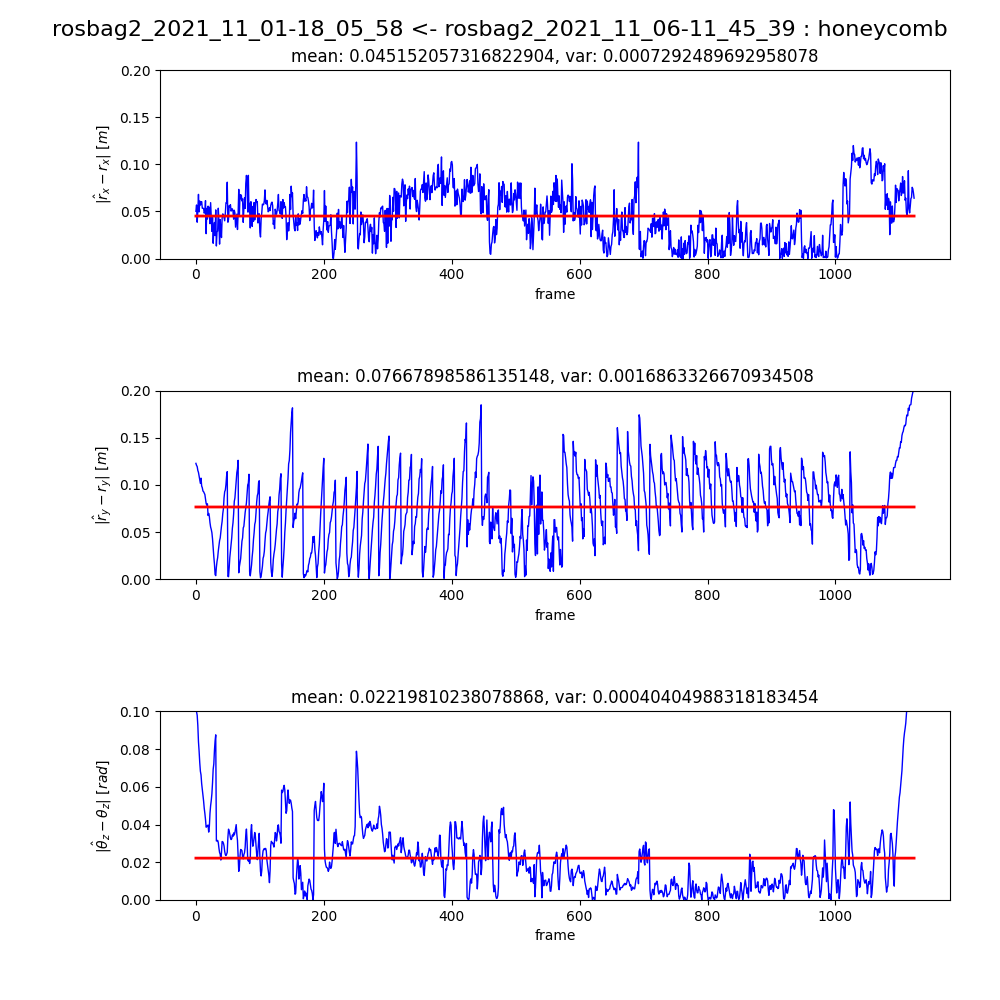 rosbag2_2021_11_01-18_05_58 <- rosbag2_2021_11_06-11_45_39 : honeycomb
mean: 0.045152057316822904, var: 0.0007292489692958078
0.20
0.15
0.10
0.05
0.00
|r̂x − rx| [m]
0 200 400 600 800 1000
frame
mean: 0.07667898586135148, var: 0.0016863326670934508
0.20
0.15
0.10
0.05
0.00
|r̂y − ry| [m]
0 200 400 600 800 1000
frame
mean: 0.02219810238078868, var: 0.00040404988318183454
0.10
0.08
0.06
0.04
0.02
0.00
|θ̂z − θz| [rad]
0 200 400 600 800 1000
frame